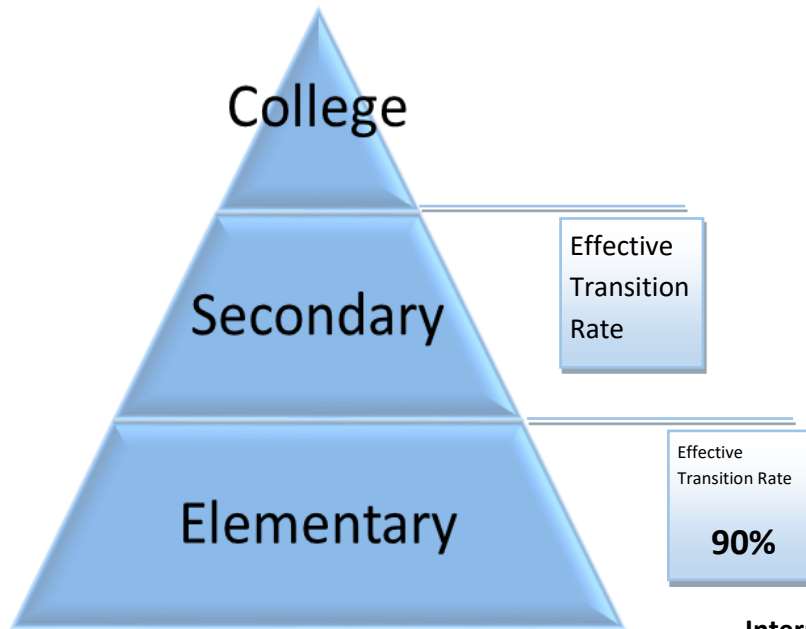 College
Effective
Transition
Rate
Secondary
Effective
Transition Rate
90%
Elementary